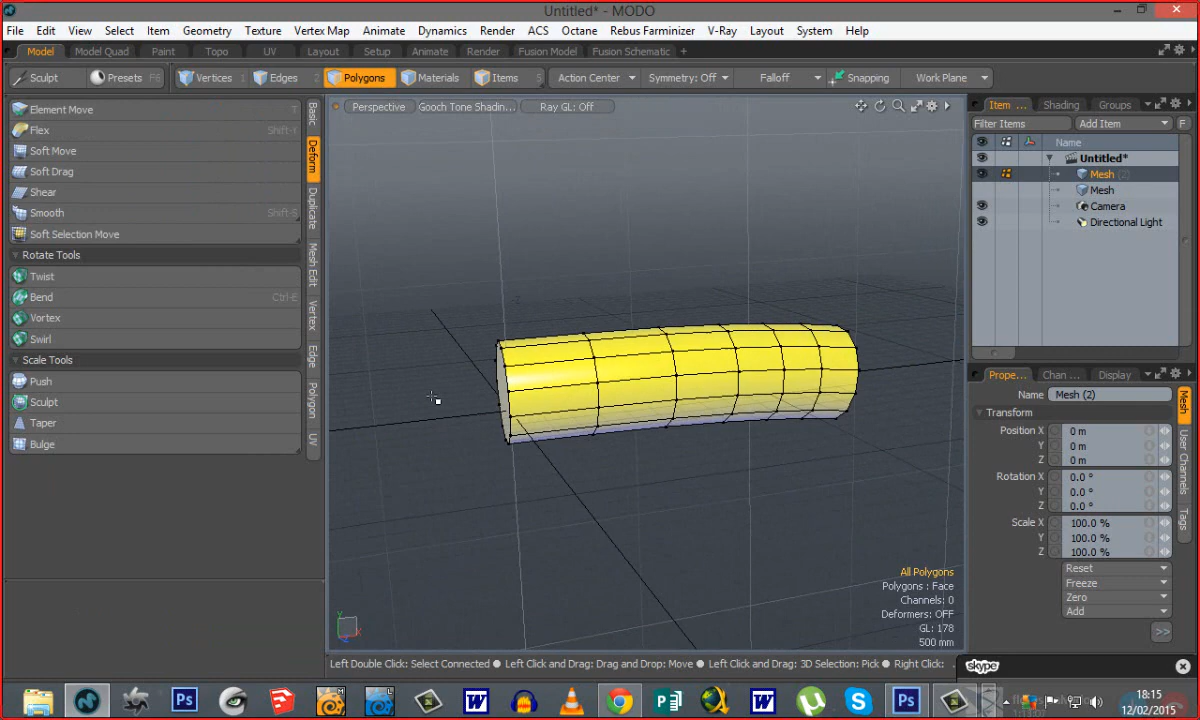 Untitled* - MODO
File Edit View Select Item Geometry Texture Vertex Map Animate Dynamics Render ACS Octane Rebus Farminizer V-Ray Layout System Help
Model Model Quad Paint Topo UV Layout Setup Animate Render Fusion Model Fusion Schematic +
Sculpt Presets F6 Vertices 1 Edges 2 Polygons Materials Items 5 Action Center Symmetry: Off Falloff Snapping Work Plane
Element Move T
Flex Shift-T
Soft Move
Soft Drag
Shear
Smooth Shift-S
Soft Selection Move
Rotate Tools
Twist
Bend Ctrl-E
Vortex
Swirl
Scale Tools
Push
Sculpt
Taper
Bulge
Basic
Deform
Duplicate
Mesh Edit
Vertex
Edge
Polygon
UV
Perspective Gooch Tone Shadin... Ray GL: Off
All Polygons
Polygons : Face
Channels: 0
Deformers: OFF
GL: 178
500 mm
Left Double Click: Select Connected ● Left Click and Drag: Drag and Drop: Move ● Left Click and Drag: 3D Selection: Pick ● Right Click:
Item ... Shading Groups
Filter Items Add Item F
Name
Untitled*
Mesh (2)
Mesh
Camera
Directional Light
Prope... Chan ... Display
Name Mesh (2)
Transform
Position X 0 m
Y 0 m
Z 0 m
Rotation X 0.0 °
Y 0.0 °
Z 0.0 °
Scale X 100.0 %
Y 100.0 %
Z 100.0 %
Reset
Freeze
Zero
Add
>>
Mesh
User Channels
Tags
skype
18:15
12/02/2015